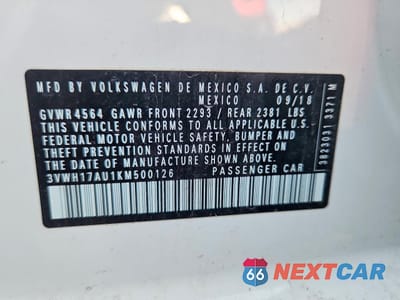 MFD BY VOLKSWAGEN DE MEXICO S.A. DE C.V.
MEXICO 09/18
GVWR 4564 GAWR FRONT 2293 / REAR 2381 LBS
THIS VEHICLE CONFORMS TO ALL APPLICABLE
FEDERAL MOTOR VEHICLE SAFETY, BUMPER AND
THEFT PREVENTION STANDARDS IN EFFECT ON
THE DATE OF MANUFACTURE SHOWN ABOVE.
3VWH17AU1KM500126 PASSENGER CAR
3823031 3371 M
66 NEXTCAR